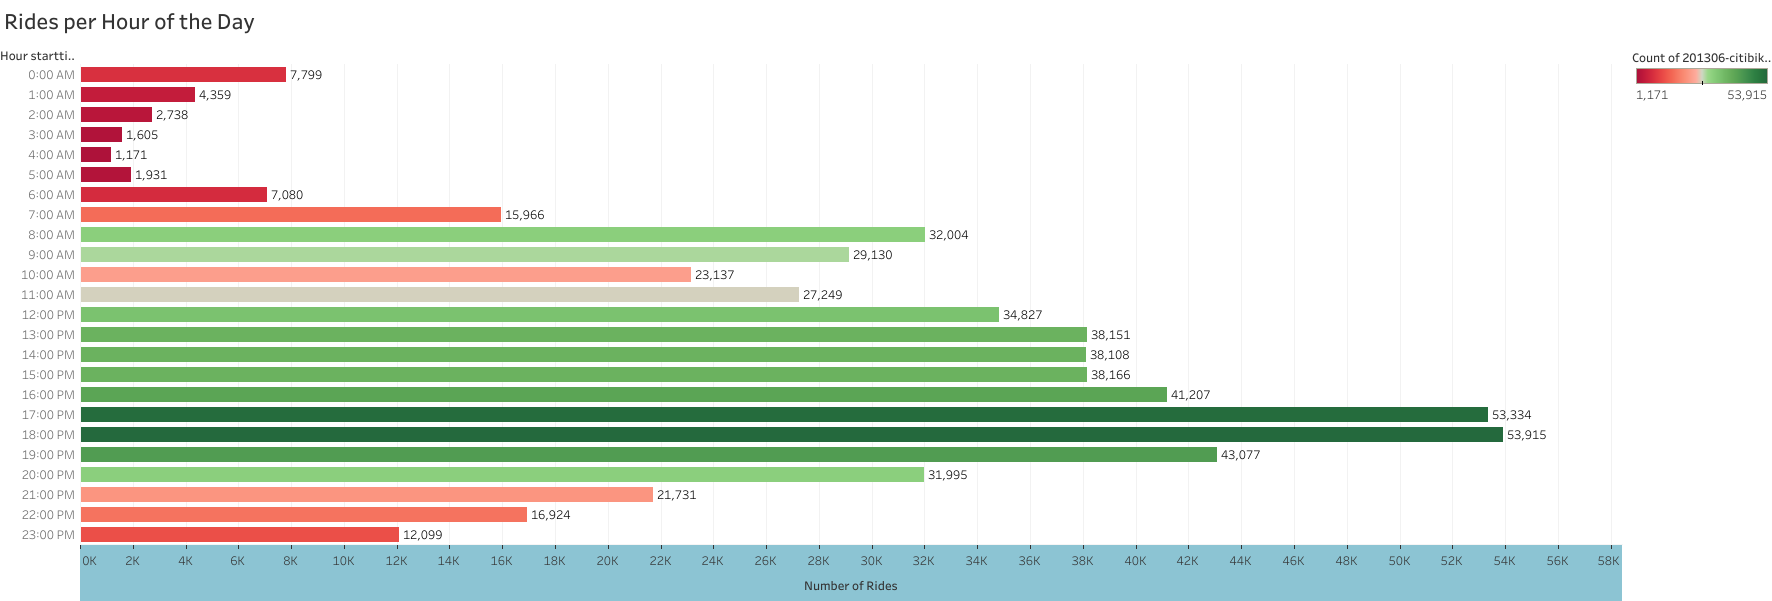 Rides per Hour of the Day
Hour startti..
0:00 AM 7,799
1:00 AM 4,359
2:00 AM 2,738
3:00 AM 1,605
4:00 AM 1,171
5:00 AM 1,931
6:00 AM 7,080
7:00 AM 15,966
8:00 AM 32,004
9:00 AM 29,130
10:00 AM 23,137
11:00 AM 27,249
12:00 PM 34,827
13:00 PM 38,151
14:00 PM 38,108
15:00 PM 38,166
16:00 PM 41,207
17:00 PM 53,334
18:00 PM 53,915
19:00 PM 43,077
20:00 PM 31,995
21:00 PM 21,731
22:00 PM 16,924
23:00 PM 12,099
0K 2K 4K 6K 8K 10K 12K 14K 16K 18K 20K 22K 24K 26K 28K 30K 32K 34K 36K 38K 40K 42K 44K 46K 48K 50K 52K 54K 56K 58K
Number of Rides
Count of 201306-citibik..
1,171 53,915